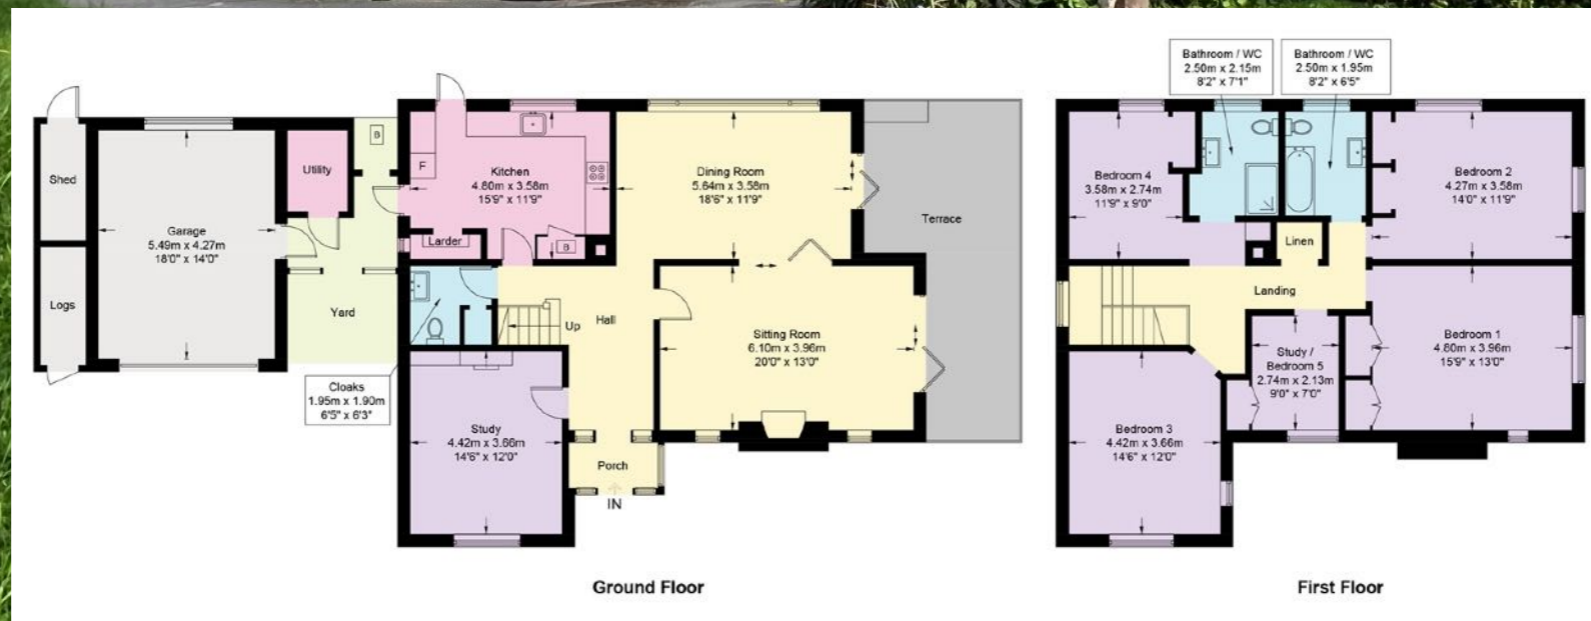 Shed
Logs
Garage
5.49m x 4.27m
18'0" x 14'0"
Utility
B
Yard
Cloaks
1.95m x 1.90m
6'5" x 6'3"
F
Kitchen
4.80m x 3.58m
15'9" x 11'9"
Larder
B
Dining Room
5.64m x 3.58m
18'6" x 11'9"
Terrace
Up
Hall
Sitting Room
6.10m x 3.96m
20'0" x 13'0"
Study
4.42m x 3.66m
14'6" x 12'0"
Porch
IN
Ground Floor
Bathroom / WC
2.50m x 2.15m
8'2" x 7'1"
Bathroom / WC
2.50m x 1.95m
8'2" x 6'5"
Bedroom 4
3.58m x 2.74m
11'9" x 9'0"
Bedroom 2
4.27m x 3.58m
14'0" x 11'9"
Linen
Landing
Study /
Bedroom 5
2.74m x 2.13m
9'0" x 7'0"
Bedroom 1
4.80m x 3.96m
15'9" x 13'0"
Bedroom 3
4.42m x 3.66m
14'6" x 12'0"
First Floor